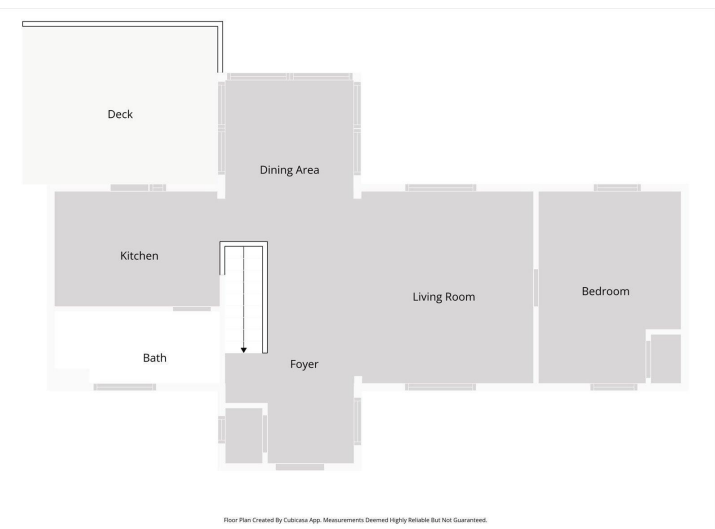 Deck
Dining Area
Kitchen
Living Room
Bedroom
Bath
Foyer
Floor Plan Created By Cubicasa App. Measurements Deemed Highly Reliable But Not Guaranteed.